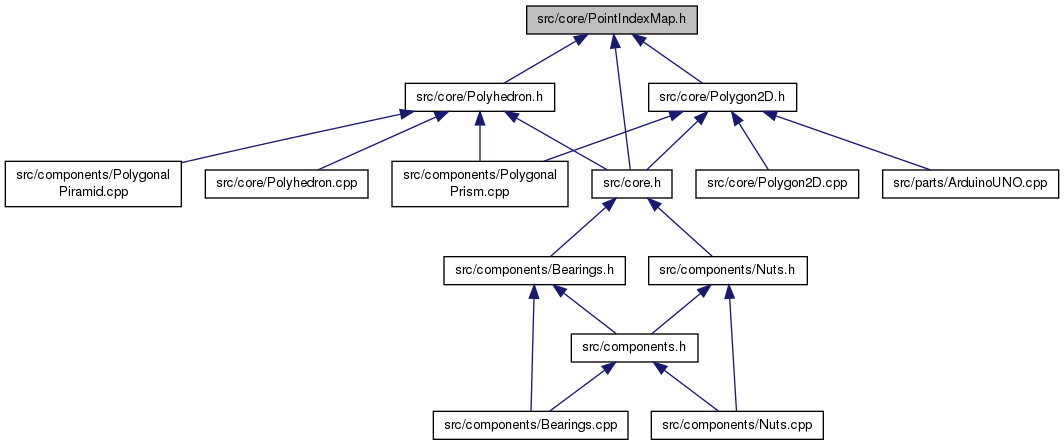 src/core/PointIndexMap.h
src/core/Polyhedron.h
src/core/Polygon2D.h
src/components/Polygonal
Piramid.cpp
src/core/Polyhedron.cpp
src/components/Polygonal
Prism.cpp
src/core.h
src/core/Polygon2D.cpp
src/parts/ArduinoUNO.cpp
src/components/Bearings.h
src/components/Nuts.h
src/components.h
src/components/Bearings.cpp
src/components/Nuts.cpp